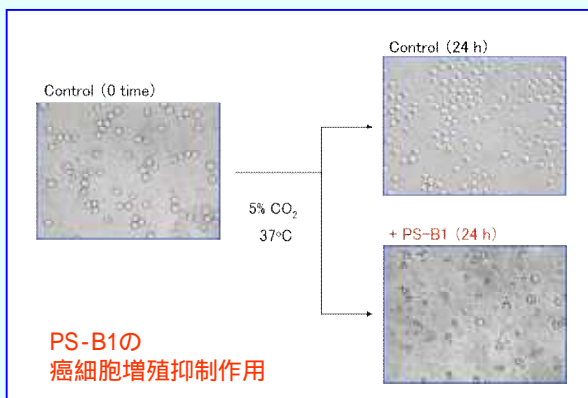 Control (0 time)
5% CO₂
37°C
Control (24 h)
+ PS-B1 (24 h)
PS-B1の
癌細胞増殖抑制作用